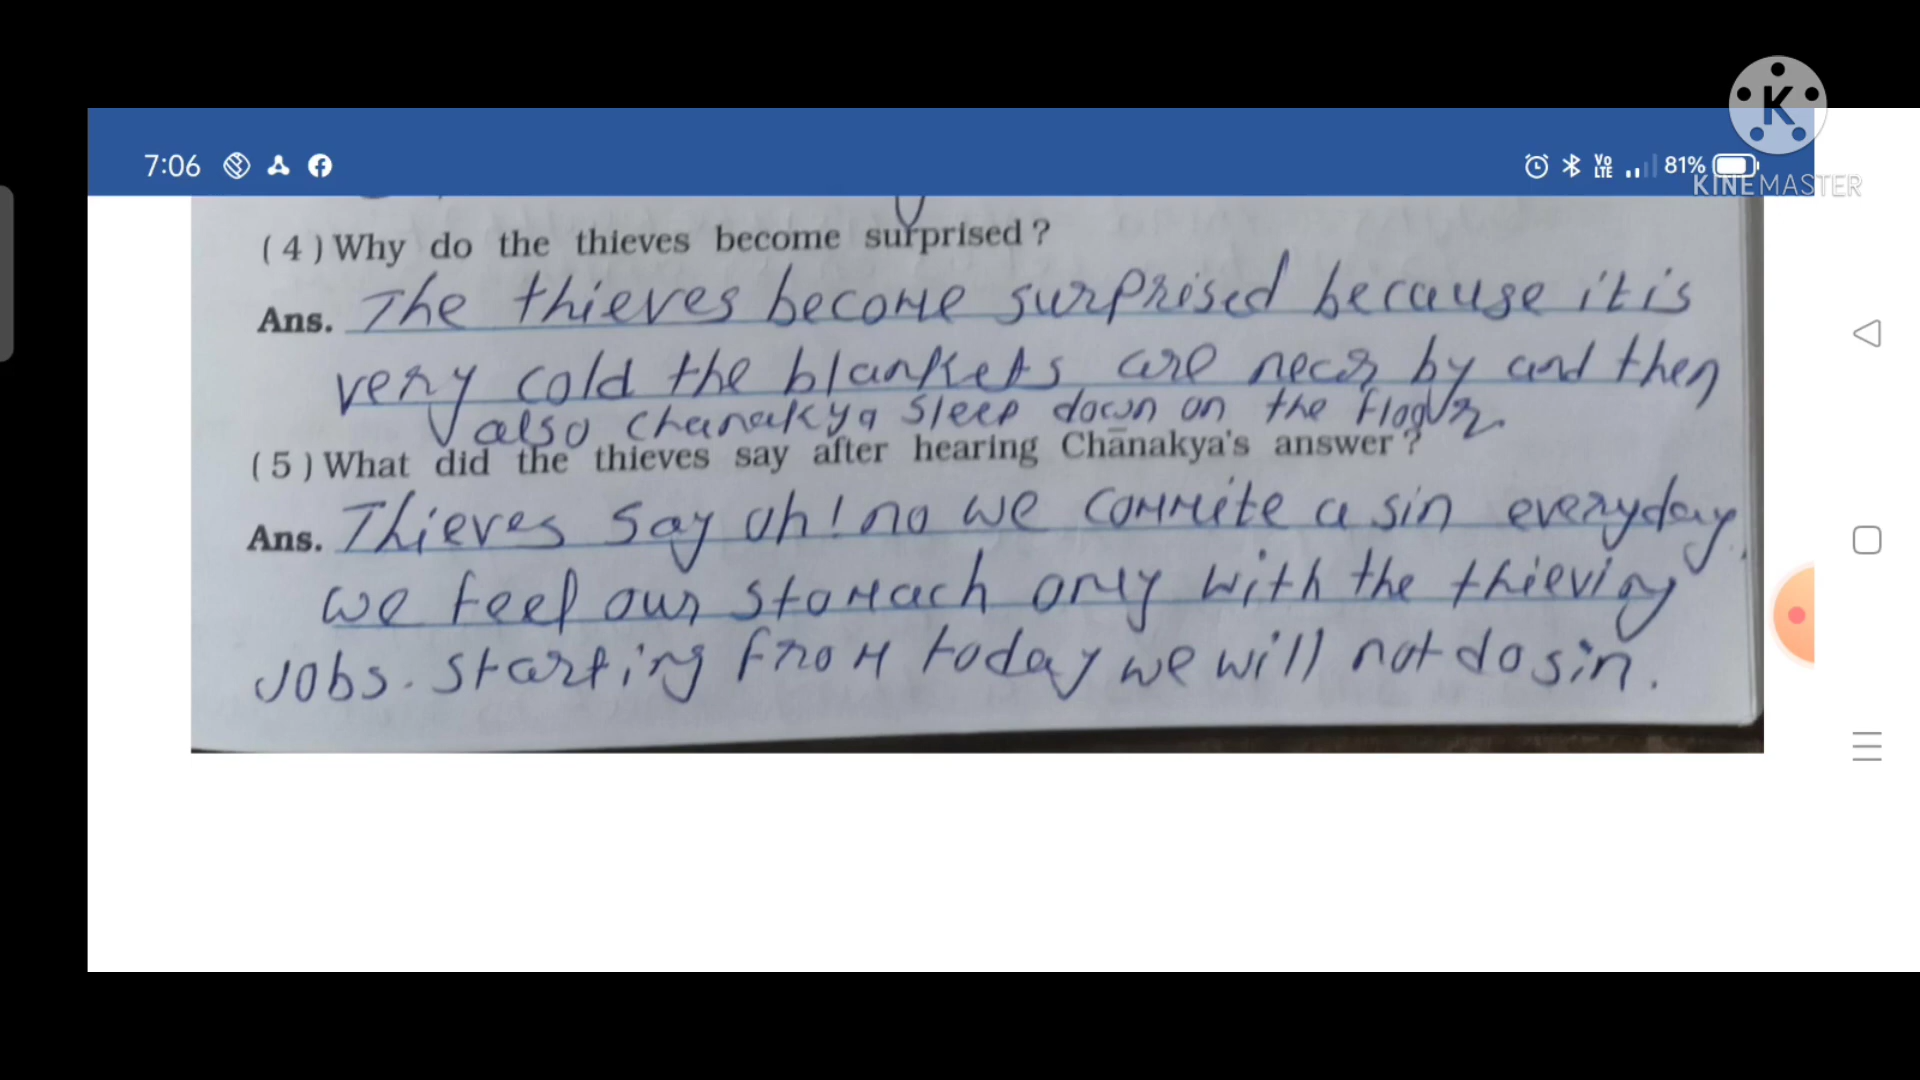 7:06
81%
KINEMASTER
( 4 ) Why do the thieves become surprised ?
Ans. The thieves become surprised because it is
very cold the blankets are near by and then
also chanakya sleep down on the floour
( 5 ) What did the thieves say after hearing Chānakya's answer ?
Ans. Thieves say oh! no we commite a sin everyday.
we feel our stomach only with the thieving
Jobs. starting from today we will not do sin.